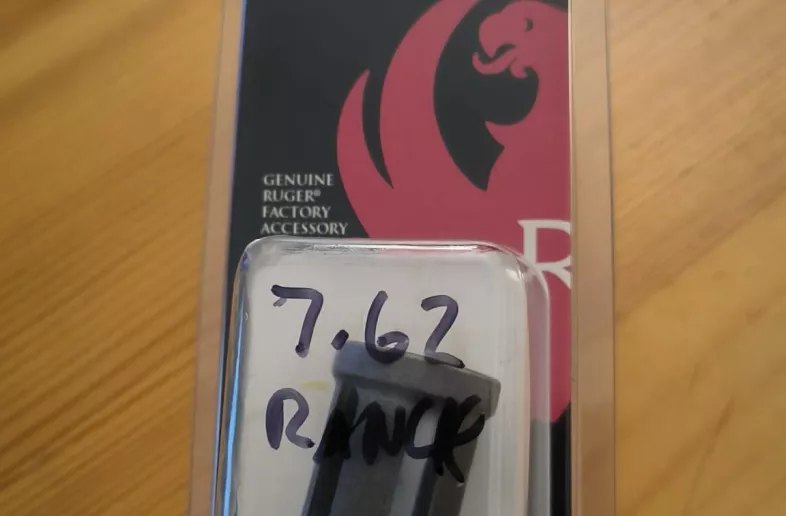 GENUINE
RUGER®
FACTORY
ACCESSORY
R
7.62
RANCH